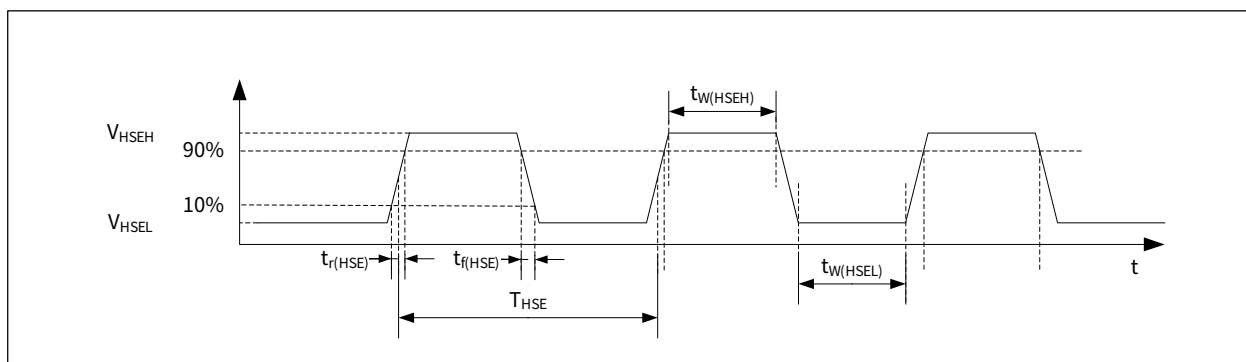 tW(HSEH)
VHSEH
90%
10%
VHSEL
tr(HSE)
tf(HSE)
tW(HSEL)
t
THSE